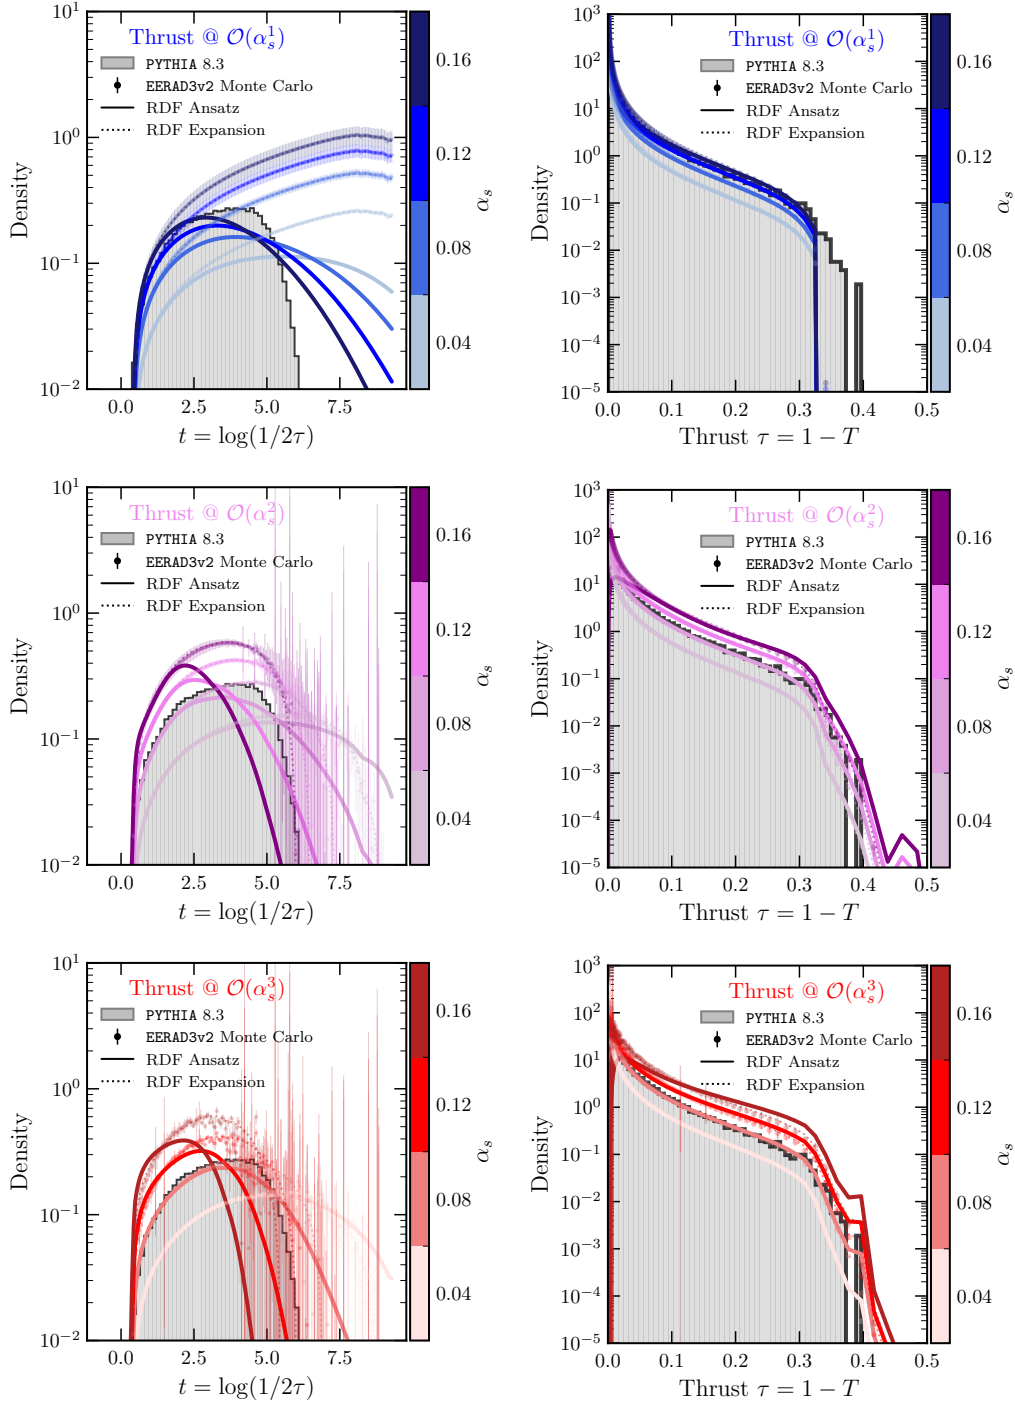 Thrust @ O(α_s^1)
PYTHIA 8.3
EERAD3v2 Monte Carlo
RDF Ansatz
RDF Expansion
Density
10^1
10^0
10^-1
10^-2
0.0 2.5 5.0 7.5
t = log(1/2τ)
0.16
0.12
0.08
0.04
α_s
Thrust @ O(α_s^1)
PYTHIA 8.3
EERAD3v2 Monte Carlo
RDF Ansatz
RDF Expansion
Density
10^3
10^2
10^1
10^0
10^-1
10^-2
10^-3
10^-4
10^-5
0.0 0.1 0.2 0.3 0.4 0.5
Thrust τ = 1 − T
0.16
0.12
0.08
0.04
α_s
Thrust @ O(α_s^2)
PYTHIA 8.3
EERAD3v2 Monte Carlo
RDF Ansatz
RDF Expansion
Density
10^1
10^0
10^-1
10^-2
0.0 2.5 5.0 7.5
t = log(1/2τ)
0.16
0.12
0.08
0.04
α_s
Thrust @ O(α_s^2)
PYTHIA 8.3
EERAD3v2 Monte Carlo
RDF Ansatz
RDF Expansion
Density
10^3
10^2
10^1
10^0
10^-1
10^-2
10^-3
10^-4
10^-5
0.0 0.1 0.2 0.3 0.4 0.5
Thrust τ = 1 − T
0.16
0.12
0.08
0.04
α_s
Thrust @ O(α_s^3)
PYTHIA 8.3
EERAD3v2 Monte Carlo
RDF Ansatz
RDF Expansion
Density
10^1
10^0
10^-1
10^-2
0.0 2.5 5.0 7.5
t = log(1/2τ)
0.16
0.12
0.08
0.04
α_s
Thrust @ O(α_s^3)
PYTHIA 8.3
EERAD3v2 Monte Carlo
RDF Ansatz
RDF Expansion
Density
10^3
10^2
10^1
10^0
10^-1
10^-2
10^-3
10^-4
10^-5
0.0 0.1 0.2 0.3 0.4 0.5
Thrust τ = 1 − T
0.16
0.12
0.08
0.04
α_s